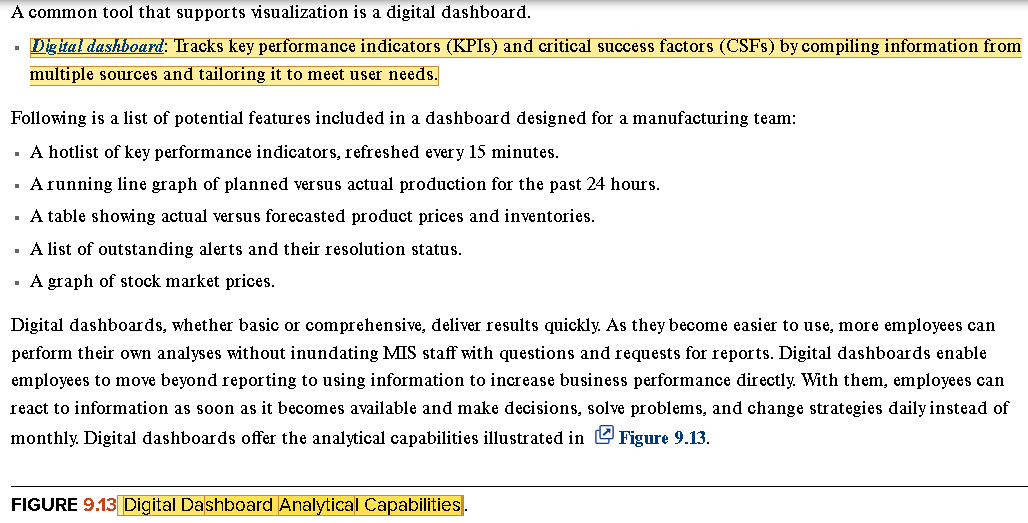 A common tool that supports visualization is a digital dashboard.
▪ Digital dashboard: Tracks key performance indicators (KPIs) and critical success factors (CSFs) by compiling information from
multiple sources and tailoring it to meet user needs.
Following is a list of potential features included in a dashboard designed for a manufacturing team:
▪ A hotlist of key performance indicators, refreshed every 15 minutes.
▪ A running line graph of planned versus actual production for the past 24 hours.
▪ A table showing actual versus forecasted product prices and inventories.
▪ A list of outstanding alerts and their resolution status.
▪ A graph of stock market prices.
Digital dashboards, whether basic or comprehensive, deliver results quickly. As they become easier to use, more employees can
perform their own analyses without inundating MIS staff with questions and requests for reports. Digital dashboards enable
employees to move beyond reporting to using information to increase business performance directly. With them, employees can
react to information as soon as it becomes available and make decisions, solve problems, and change strategies daily instead of
monthly. Digital dashboards offer the analytical capabilities illustrated in Figure 9.13.
FIGURE 9.13 Digital Dashboard Analytical Capabilities.